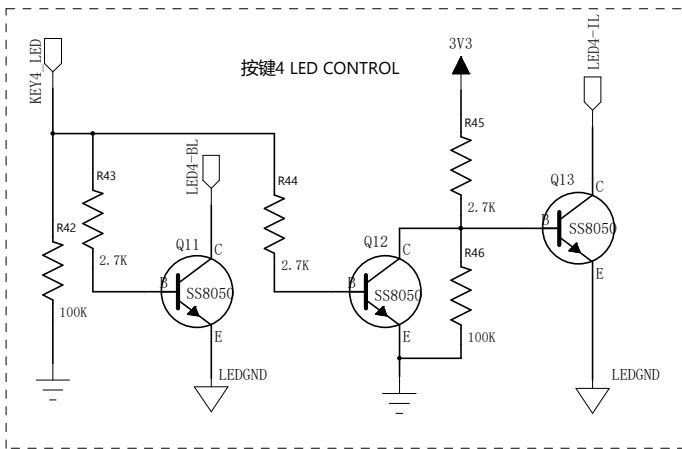 KEY4_LED
按键4 LED CONTROL
3V3
LED4-IL
R43
LED4-BL
R44
R45
R42
2.7K
Q11
C
B
SS8050
E
100K
2.7K
Q12
C
B
SS8050
E
2.7K
R46
100K
Q13
C
B
SS8050
E
LEDGND
LEDGND